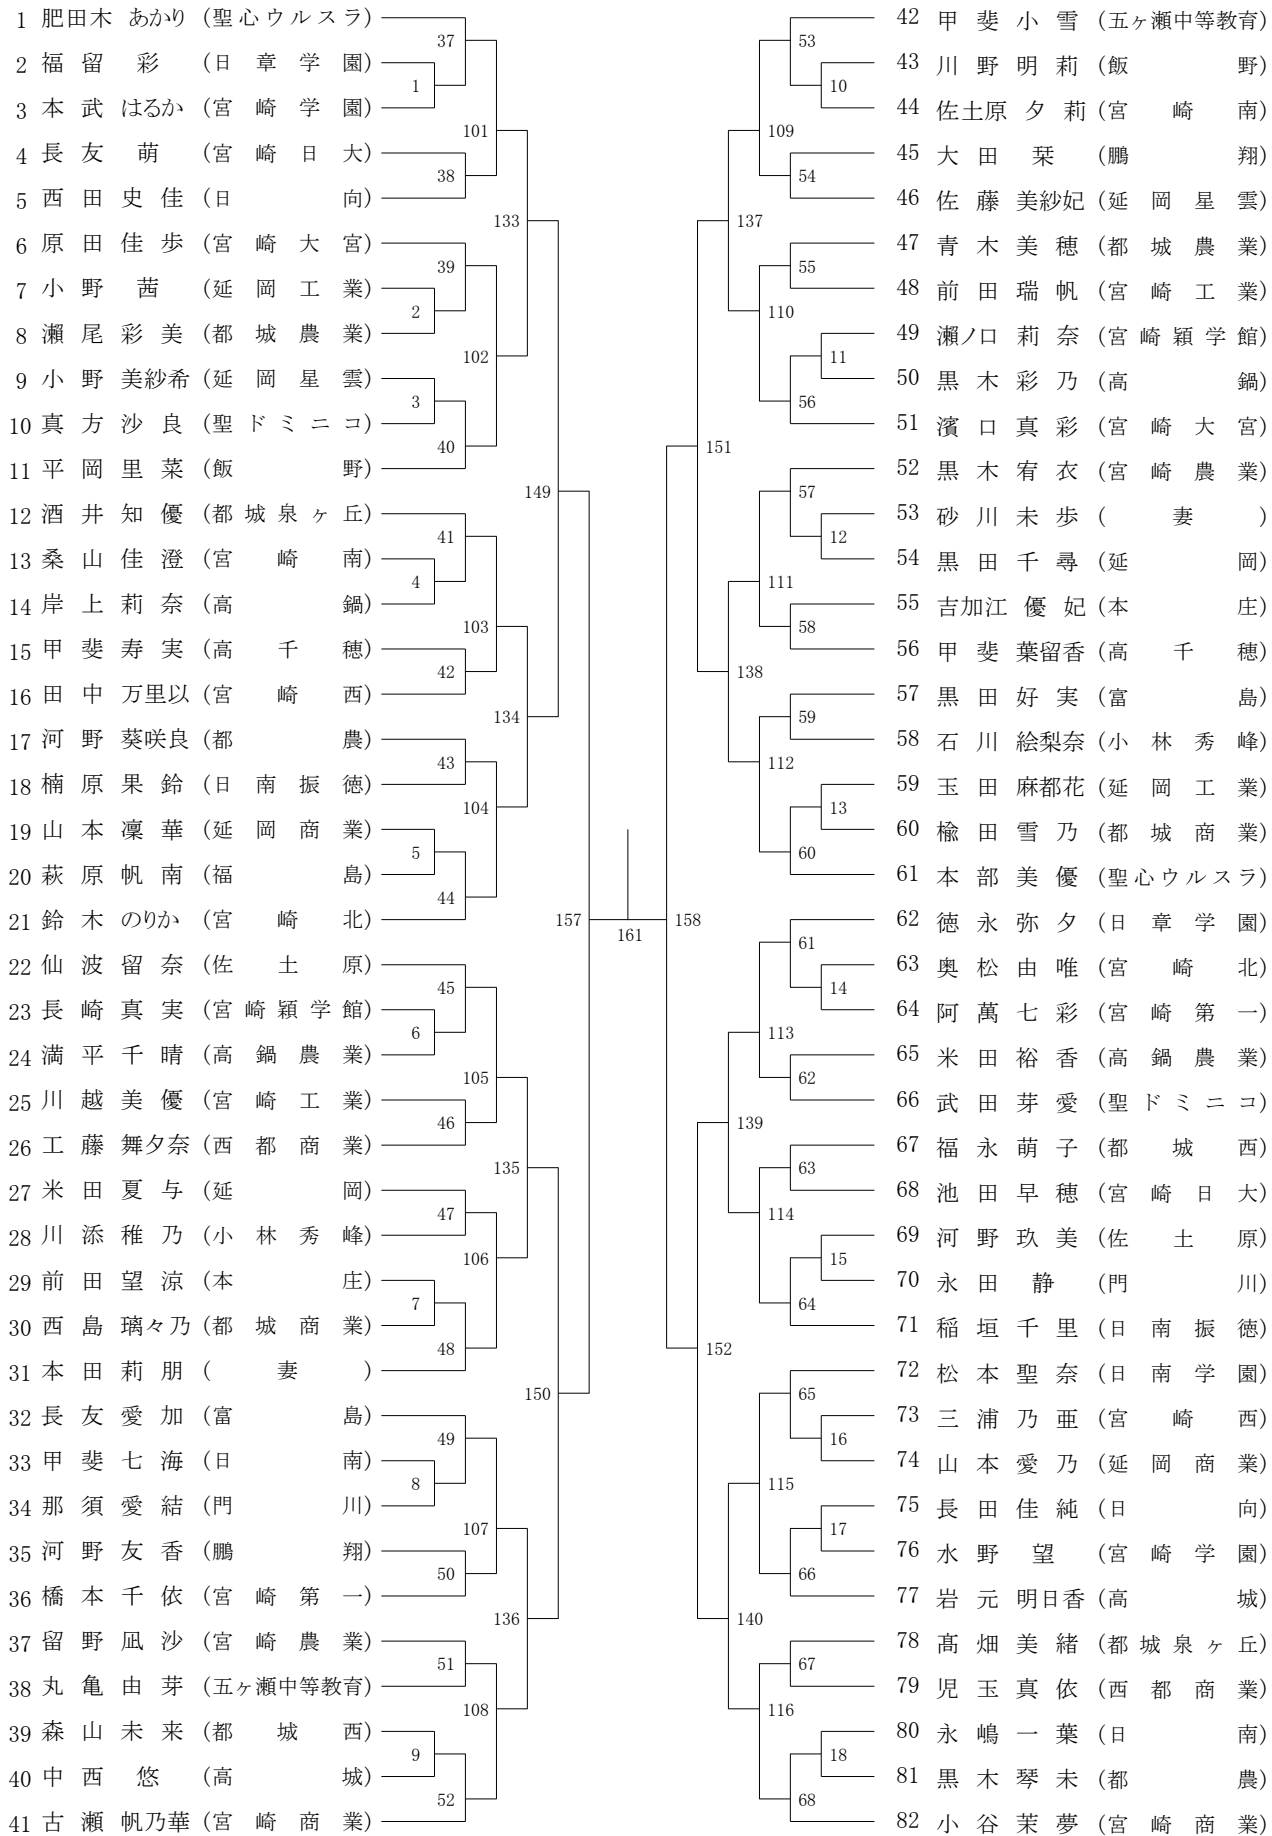 1 肥田木 あかり (聖心ウルスラ)
2 福留 彩 (日章学園)
3 本武 はるか (宮崎学園)
4 長友 萌 (宮崎日大)
5 西田史佳 (日向)
6 原田佳歩 (宮崎大宮)
7 小野 茜 (延岡工業)
8 瀬尾彩美 (都城農業)
9 小野 美紗希 (延岡星雲)
10 真方沙良 (聖ドミニコ)
11 平岡里菜 (飯野)
12 酒井知優 (都城泉ヶ丘)
13 桑山佳澄 (宮崎南)
14 岸上莉奈 (高鍋)
15 甲斐寿実 (高千穂)
16 田中 万里以 (宮崎西)
17 河野 葵咲良 (都農)
18 楠原果鈴 (日南振徳)
19 山本凜華 (延岡商業)
20 萩原帆南 (福島)
21 鈴木 のりか (宮崎北)
22 仙波留奈 (佐土原)
23 長崎真実 (宮崎穎学館)
24 満平千晴 (高鍋農業)
25 川越美優 (宮崎工業)
26 工藤 舞夕奈 (西都商業)
27 米田夏与 (延岡)
28 川添稚乃 (小林秀峰)
29 前田望涼 (本庄)
30 西島 璃々乃 (都城商業)
31 本田莉朋 (妻)
32 長友愛加 (富島)
33 甲斐七海 (日南)
34 那須愛結 (門川)
35 河野友香 (鵬翔)
36 橋本千依 (宮崎第一)
37 留野凪沙 (宮崎農業)
38 丸亀由芽 (五ヶ瀬中等教育)
39 森山未来 (都城西)
40 中西 悠 (高城)
41 古瀬 帆乃華 (宮崎商業)
37
1
101
38
133
39
2
102
3
40
149
41
4
103
42
134
43
104
5
44
157
45
6
105
46
135
47
106
7
48
150
49
8
107
50
136
51
108
9
52
161
53
10
109
54
137
55
110
11
56
151
57
12
111
58
138
59
112
13
60
158
61
14
113
62
139
63
114
15
64
152
65
16
115
17
66
140
67
116
18
68
42 甲斐小雪 (五ヶ瀬中等教育)
43 川野明莉 (飯野)
44 佐土原 夕莉 (宮崎南)
45 大田 栞 (鵬翔)
46 佐藤 美紗妃 (延岡星雲)
47 青木美穂 (都城農業)
48 前田瑞帆 (宮崎工業)
49 瀬ノ口 莉奈 (宮崎穎学館)
50 黒木彩乃 (高鍋)
51 濱口真彩 (宮崎大宮)
52 黒木宥衣 (宮崎農業)
53 砂川未歩 (妻)
54 黒田千尋 (延岡)
55 吉加江 優妃 (本庄)
56 甲斐 葉留香 (高千穂)
57 黒田好実 (富島)
58 石川 絵梨奈 (小林秀峰)
59 玉田 麻都花 (延岡工業)
60 楡田雪乃 (都城商業)
61 本部美優 (聖心ウルスラ)
62 徳永弥夕 (日章学園)
63 奥松由唯 (宮崎北)
64 阿萬七彩 (宮崎第一)
65 米田裕香 (高鍋農業)
66 武田芽愛 (聖ドミニコ)
67 福永萌子 (都城西)
68 池田早穂 (宮崎日大)
69 河野玖美 (佐土原)
70 永田 静 (門川)
71 稲垣千里 (日南振徳)
72 松本聖奈 (日南学園)
73 三浦乃亜 (宮崎西)
74 山本愛乃 (延岡商業)
75 長田佳純 (日向)
76 水野 望 (宮崎学園)
77 岩元 明日香 (高城)
78 髙畑美緒 (都城泉ヶ丘)
79 児玉真依 (西都商業)
80 永嶋一葉 (日南)
81 黒木琴未 (都農)
82 小谷茉夢 (宮崎商業)